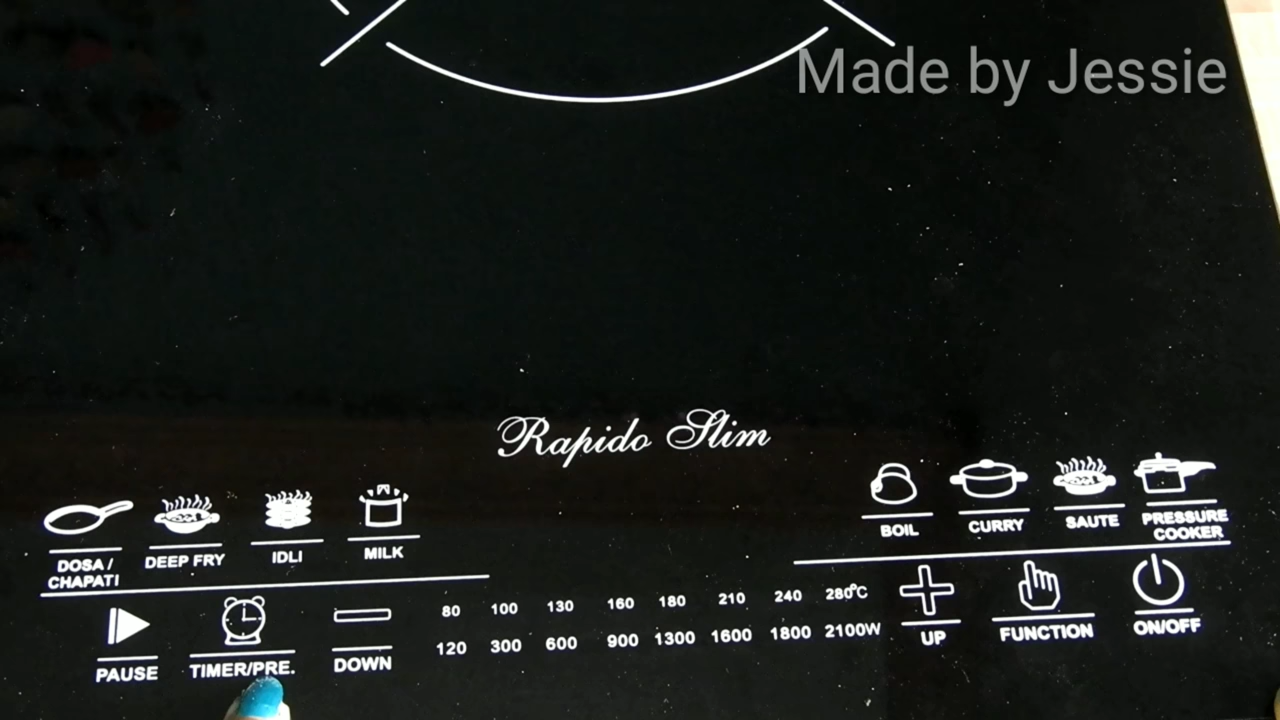 Made by Jessie
Rapido Slim
DOSA / CHAPATI
DEEP FRY
IDLI
MILK
BOIL
CURRY
SAUTE
PRESSURE COOKER
PAUSE
TIMER/PRE.
DOWN
80 100 130 160 180 210 240 280°C
120 300 600 900 1300 1600 1800 2100W
UP
FUNCTION
ON/OFF